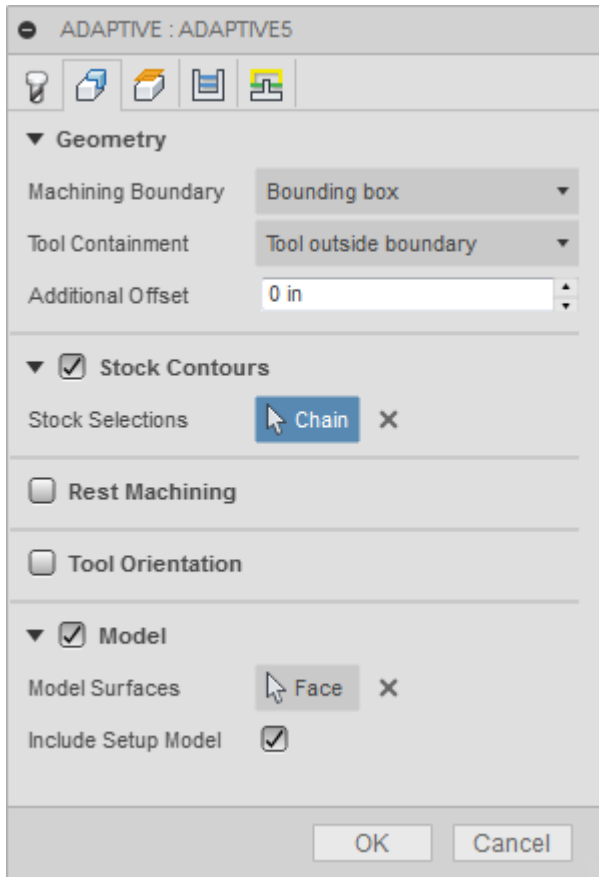 ADAPTIVE : ADAPTIVE5
Geometry
Machining Boundary Bounding box
Tool Containment Tool outside boundary
Additional Offset 0 in
Stock Contours
Stock Selections Chain
Rest Machining
Tool Orientation
Model
Model Surfaces Face
Include Setup Model
OK Cancel